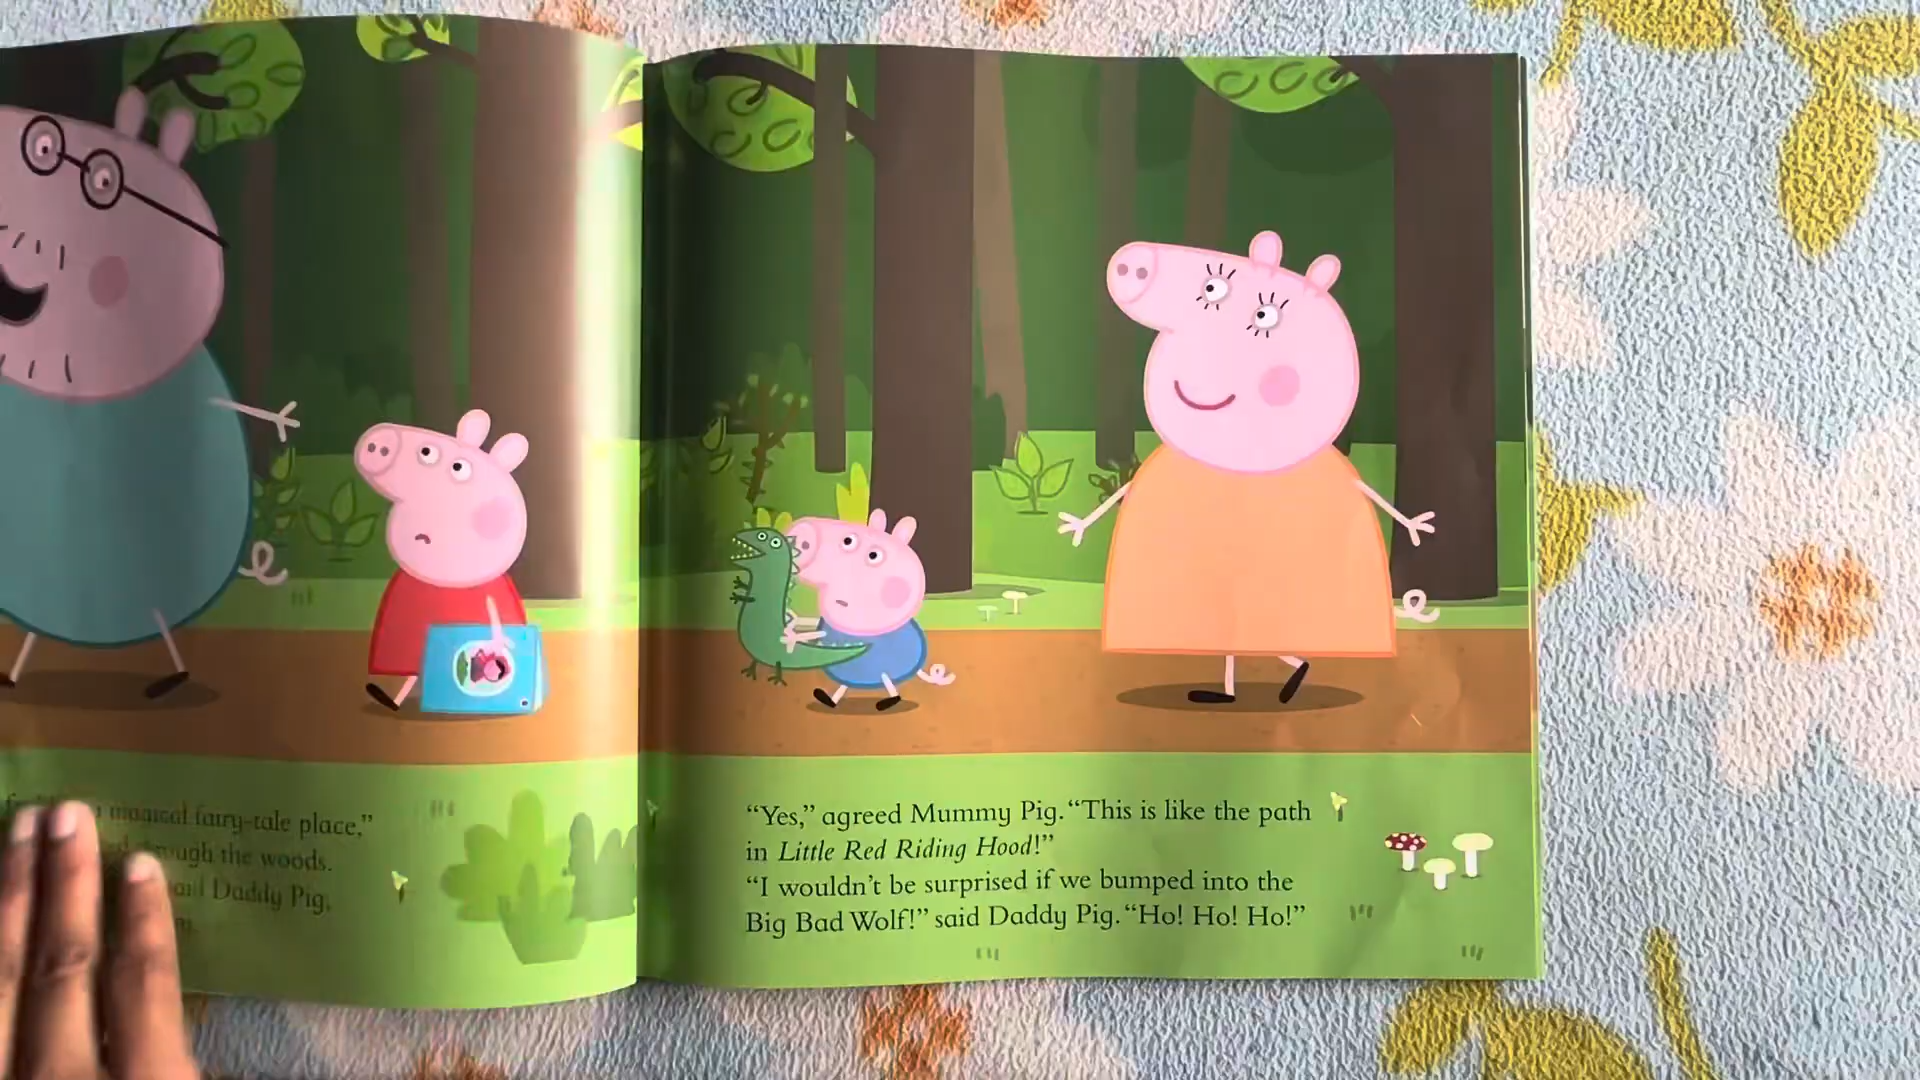 magical fairy-tale place,”
through the woods.
said Daddy Pig,
“Yes,” agreed Mummy Pig. “This is like the path
in Little Red Riding Hood!”
“I wouldn’t be surprised if we bumped into the
Big Bad Wolf!” said Daddy Pig. “Ho! Ho! Ho!”